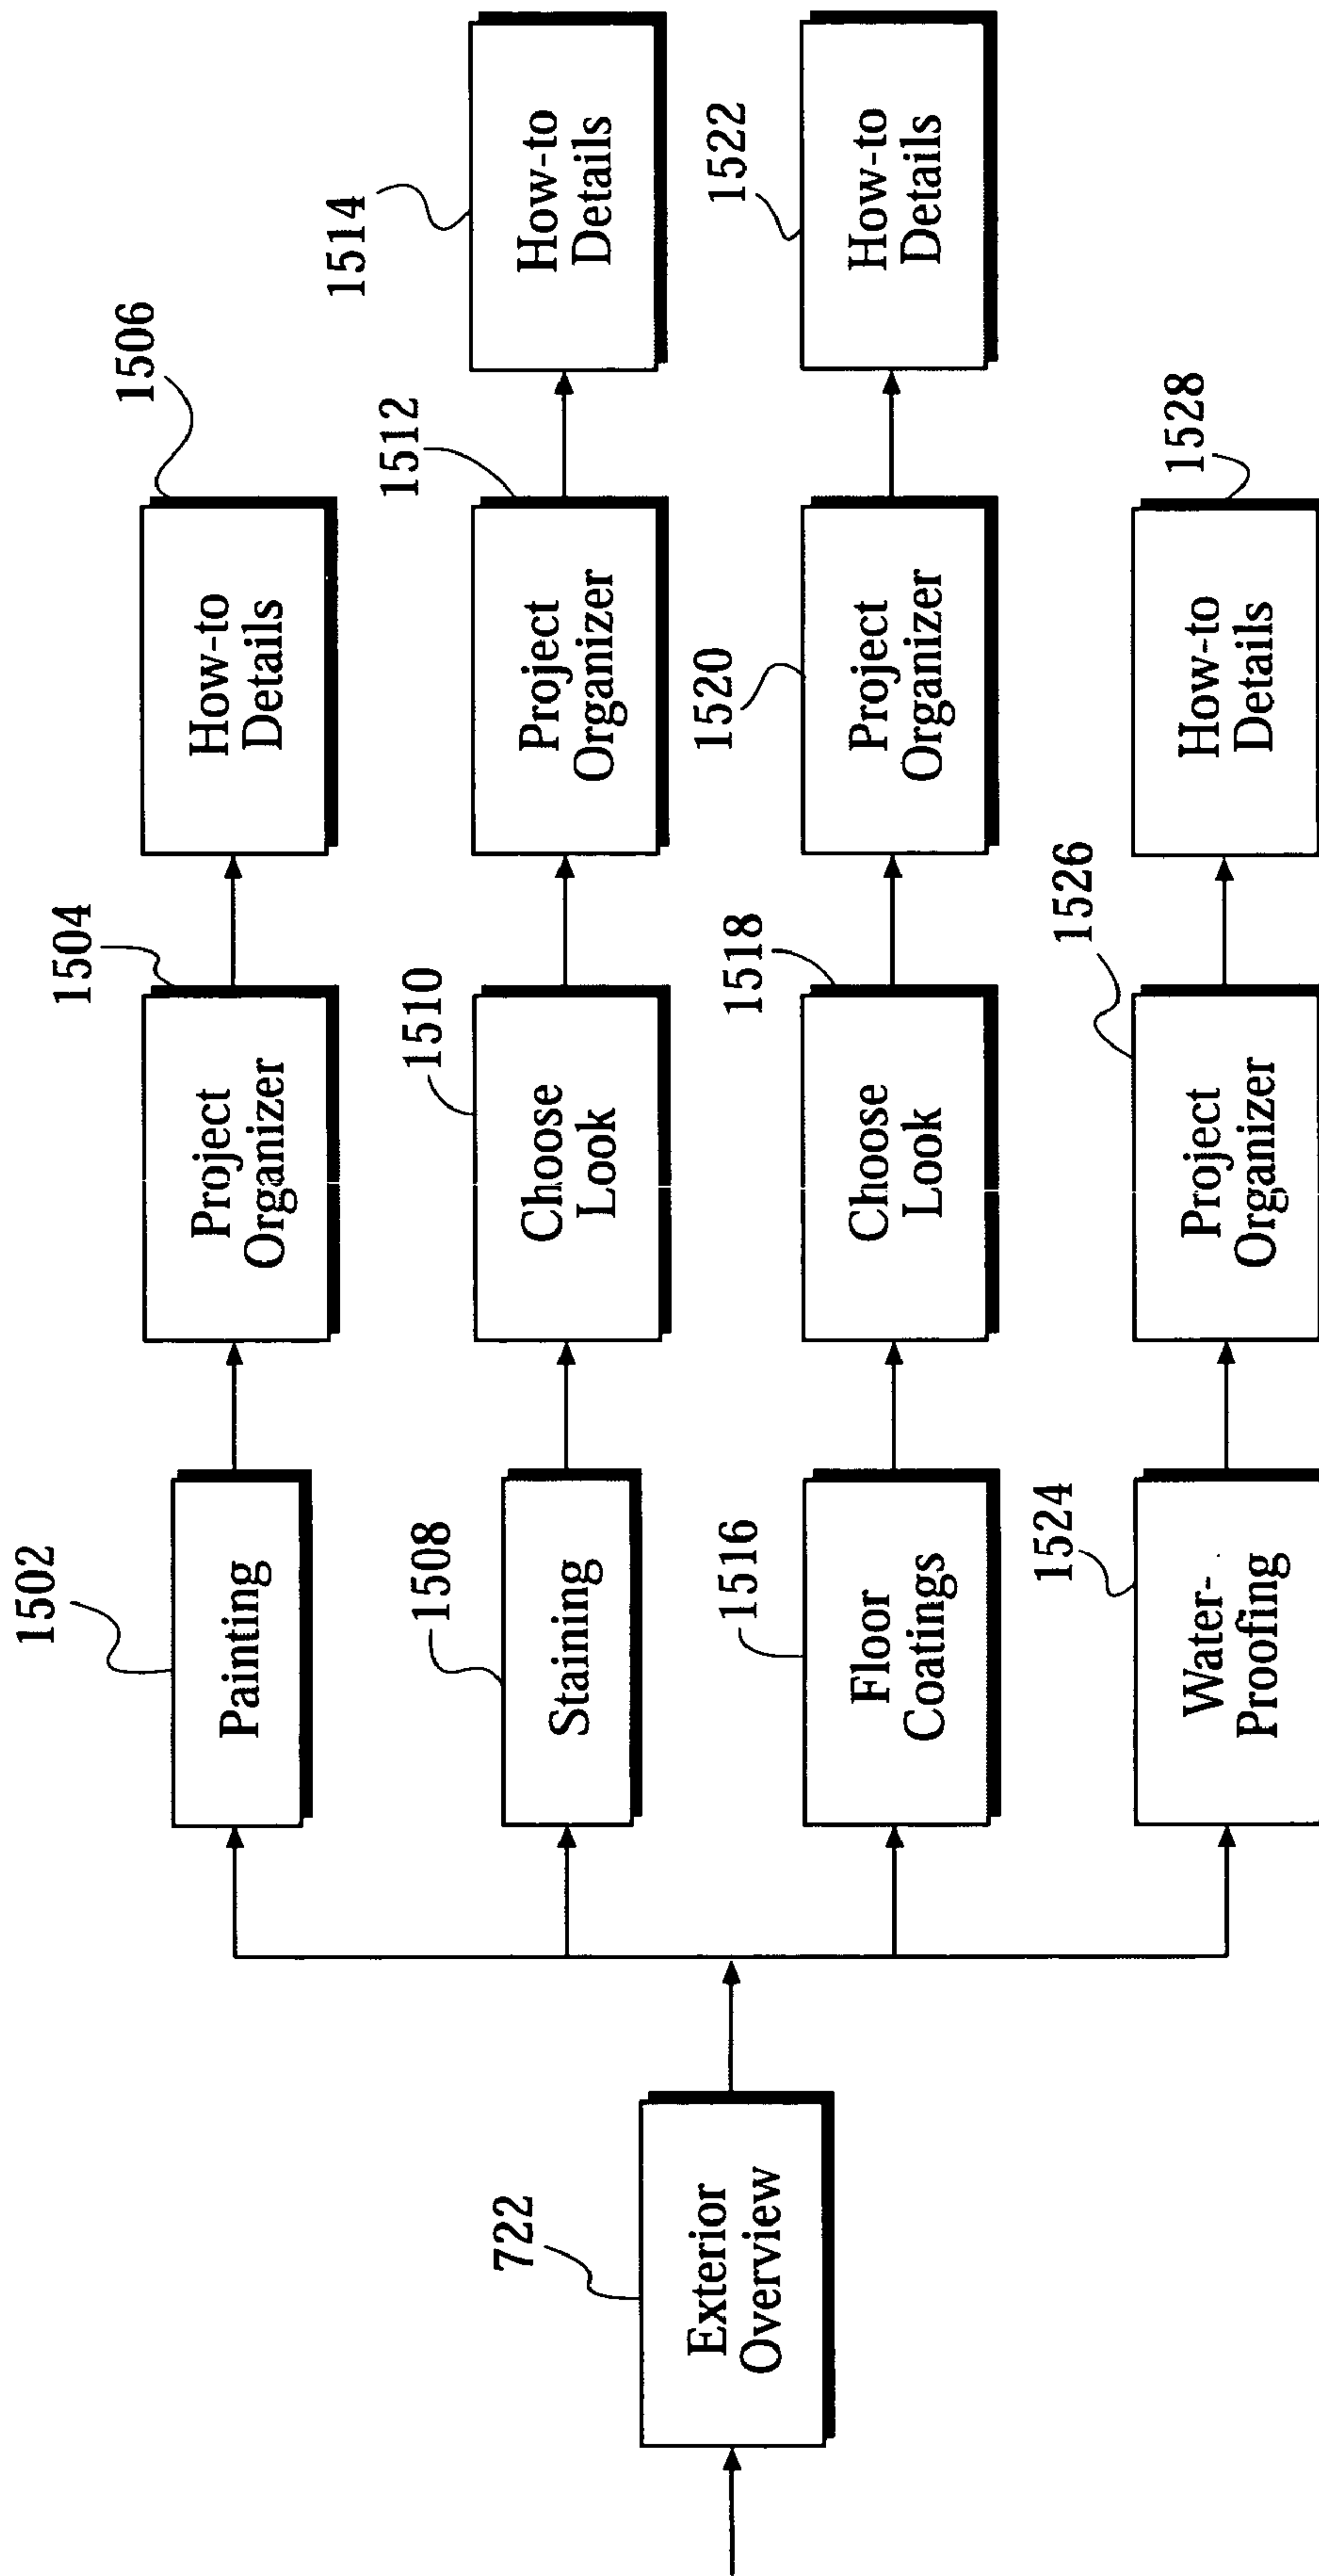 722
Exterior
Overview
1502
Painting
1504
Project
Organizer
1506
How-to
Details
1508
Staining
1510
Choose
Look
1512
Project
Organizer
1514
How-to
Details
1516
Floor
Coatings
1518
Choose
Look
1520
Project
Organizer
1522
How-to
Details
1524
Water-
Proofing
1526
Project
Organizer
1528
How-to
Details